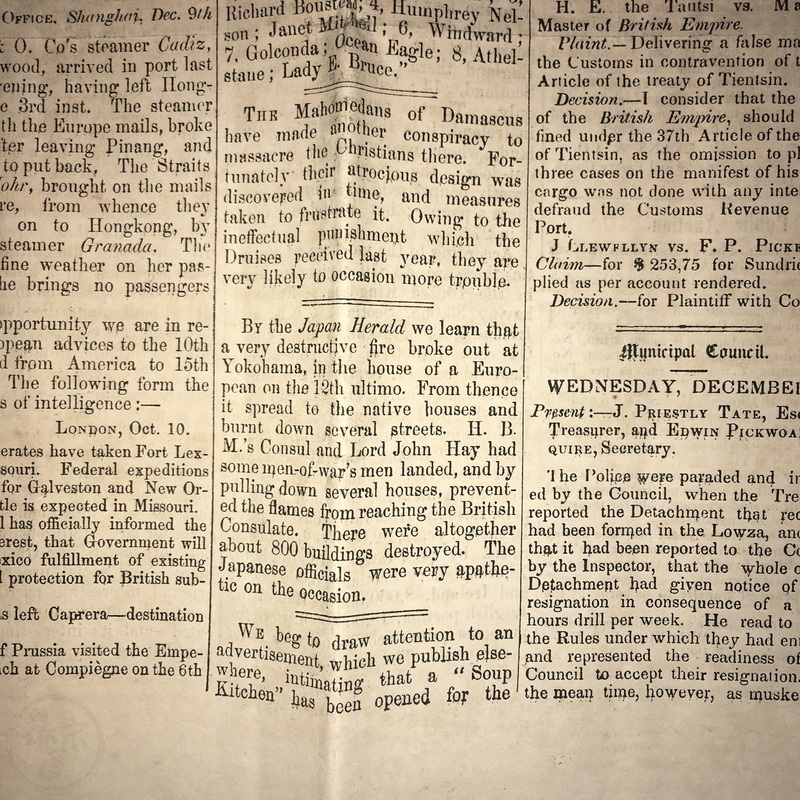 OFFICE, Shanghai, Dec. 9th
O. Co's steamer Cadiz,
wood, arrived in port last
ening, having left Hong-
e 3rd inst. The steamer
th the Europe mails, broke
ter leaving Pinang, and
to put back, The Straits
ohr, brought on the mails
re, from whence they
on to Hongkong, by
steamer Granada. The
fine weather on her pas-
he brings no passengers
opportunity we are in re-
opean advices to the 10th
d from America to 15th
The following form the
s of intelligence :—
LONDON, Oct. 10.
erates have taken Fort Lex-
souri. Federal expeditions
for Galveston and New Or-
tle is expected in Missouri.
l has officially informed the
erest, that Government will
xico fulfillment of existing
l protection for British sub-
s left Caprera—destination
f Prussia visited the Empe-
ach at Compiègne on the 6th
Richard Boustead; 4, Humphrey Nel-
son; Janet Mitchell; 6, Windward;
7, Golconda; Ocean Eagle; 8, Athel-
stane; Lady E. Bruce."
THE Mahomedans of Damascus
have made another conspiracy to
massacre the Christians there. For-
tunately their atrocious design was
discovered in time, and measures
taken to frustrate it. Owing to the
ineffectual punishment which the
Druises received last year, they are
very likely to occasion more trouble.
BY the Japan Herald we learn that
a very destructive fire broke out at
Yokohama, in the house of a Euro-
pean on the 12th ultimo. From thence
it spread to the native houses and
burnt down several streets. H. B.
M.'s Consul and Lord John Hay had
some men-of-war's men landed, and by
pulling down several houses, prevent-
ed the flames from reaching the British
Consulate. There were altogether
about 800 buildings destroyed. The
Japanese officials were very apathe-
tic on the occasion.
WE beg to draw attention to an
advertisement, which we publish else-
where, intimating that a "Soup
Kitchen" has been opened for the
H. E. the Tautsi vs. Ma
Master of British Empire.
Plaint.—Delivering a false ma
the Customs in contravention of t
Article of the treaty of Tientsin.
Decision.—I consider that the
of the British Empire, should
fined under the 37th Article of the
of Tientsin, as the omission to pl
three cases on the manifest of his
cargo was not done with any inte
defraud the Customs Revenue
Port.
J LLEWFLLYN vs. F. P. PICKE
Claim—for $ 253,75 for Sundrie
plied as per account rendered.
Decision.—for Plaintiff with Co
Municipal Council.
WEDNESDAY, DECEMBER
Present :—J. PRIESTLY TATE, Esq
Treasurer, and EDWIN PICKWOA
QUIRE, Secretary.
The Police were paraded and in
ed by the Council, when the Tre
reported the Detachment that rec
had been formed in the Lowza, and
that it had been reported to the Co
by the Inspector, that the whole o
Detachment had given notice of
resignation in consequence of a
hours drill per week. He read to
the Rules under which they had en
and represented the readiness of
Council to accept their resignation.
the mean time, however, as muske